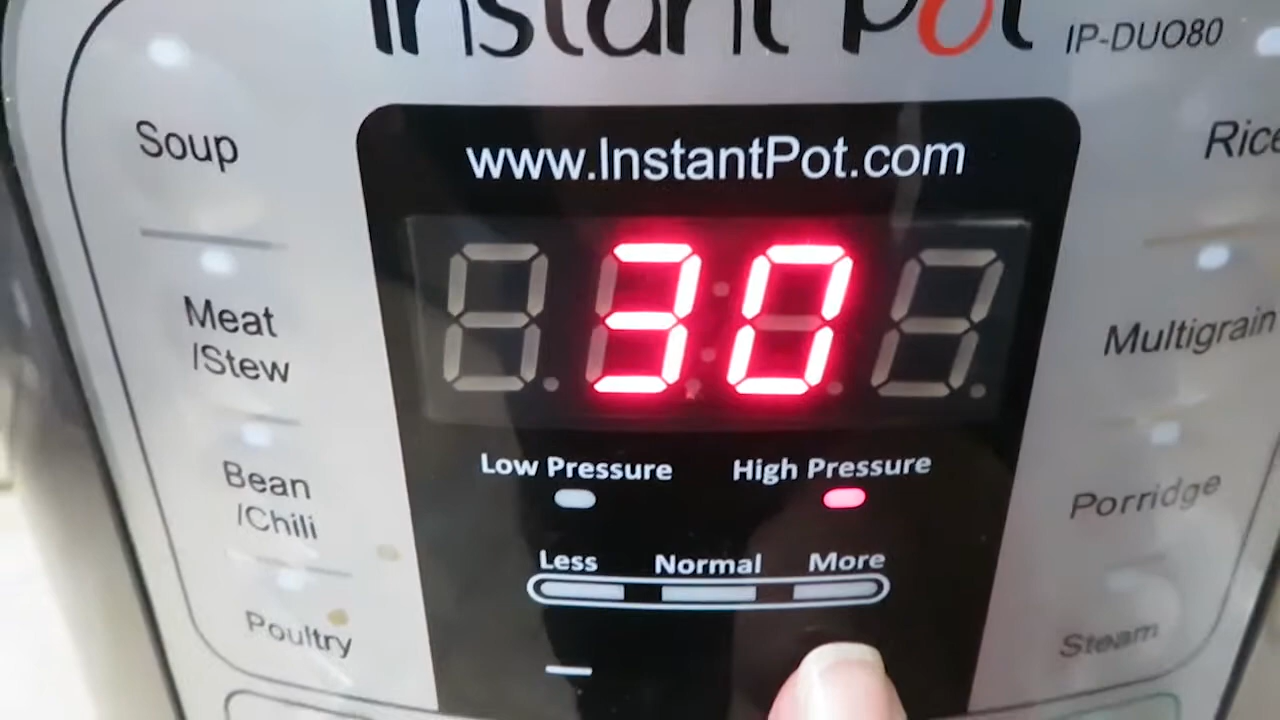 Instant Pot IP-DUO80
www.InstantPot.com
30
Soup
Meat
/Stew
Bean
/Chili
Poultry
Low Pressure High Pressure
Less Normal More
Rice
Multigrain
Porridge
Steam